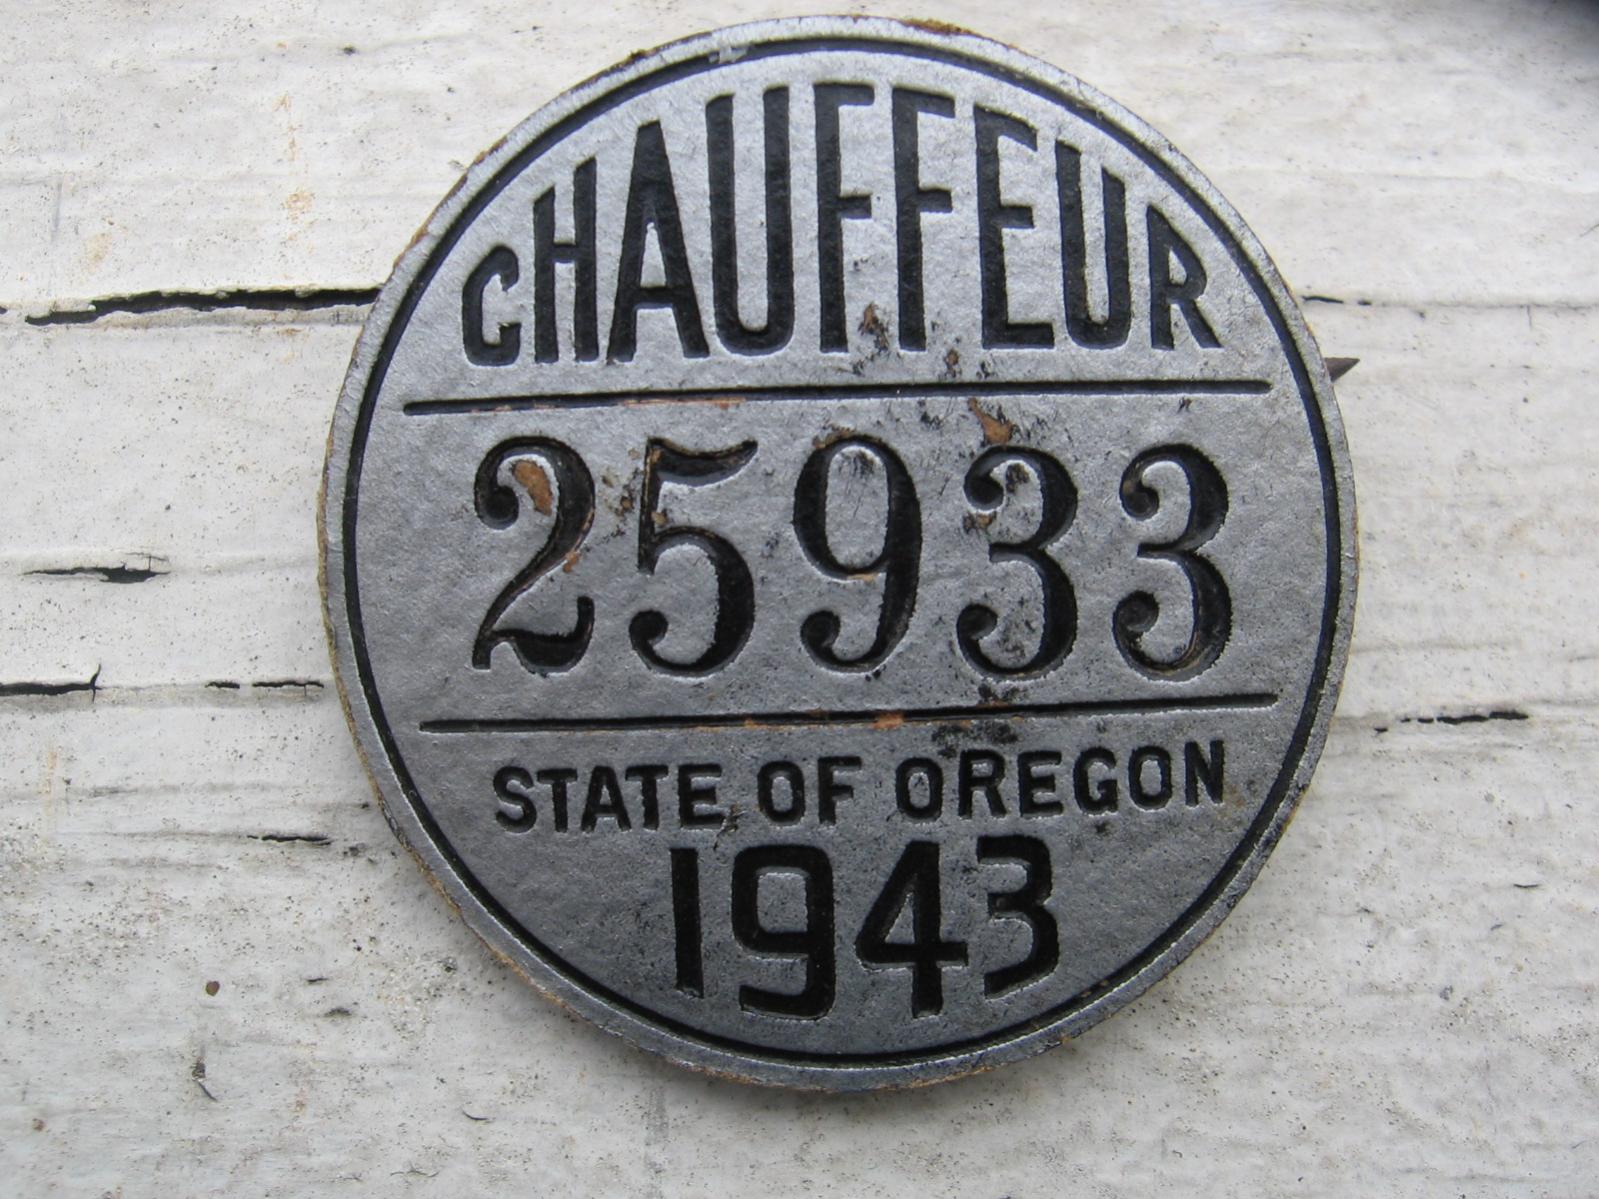 CHAUFFEUR
25933
STATE OF OREGON
1943